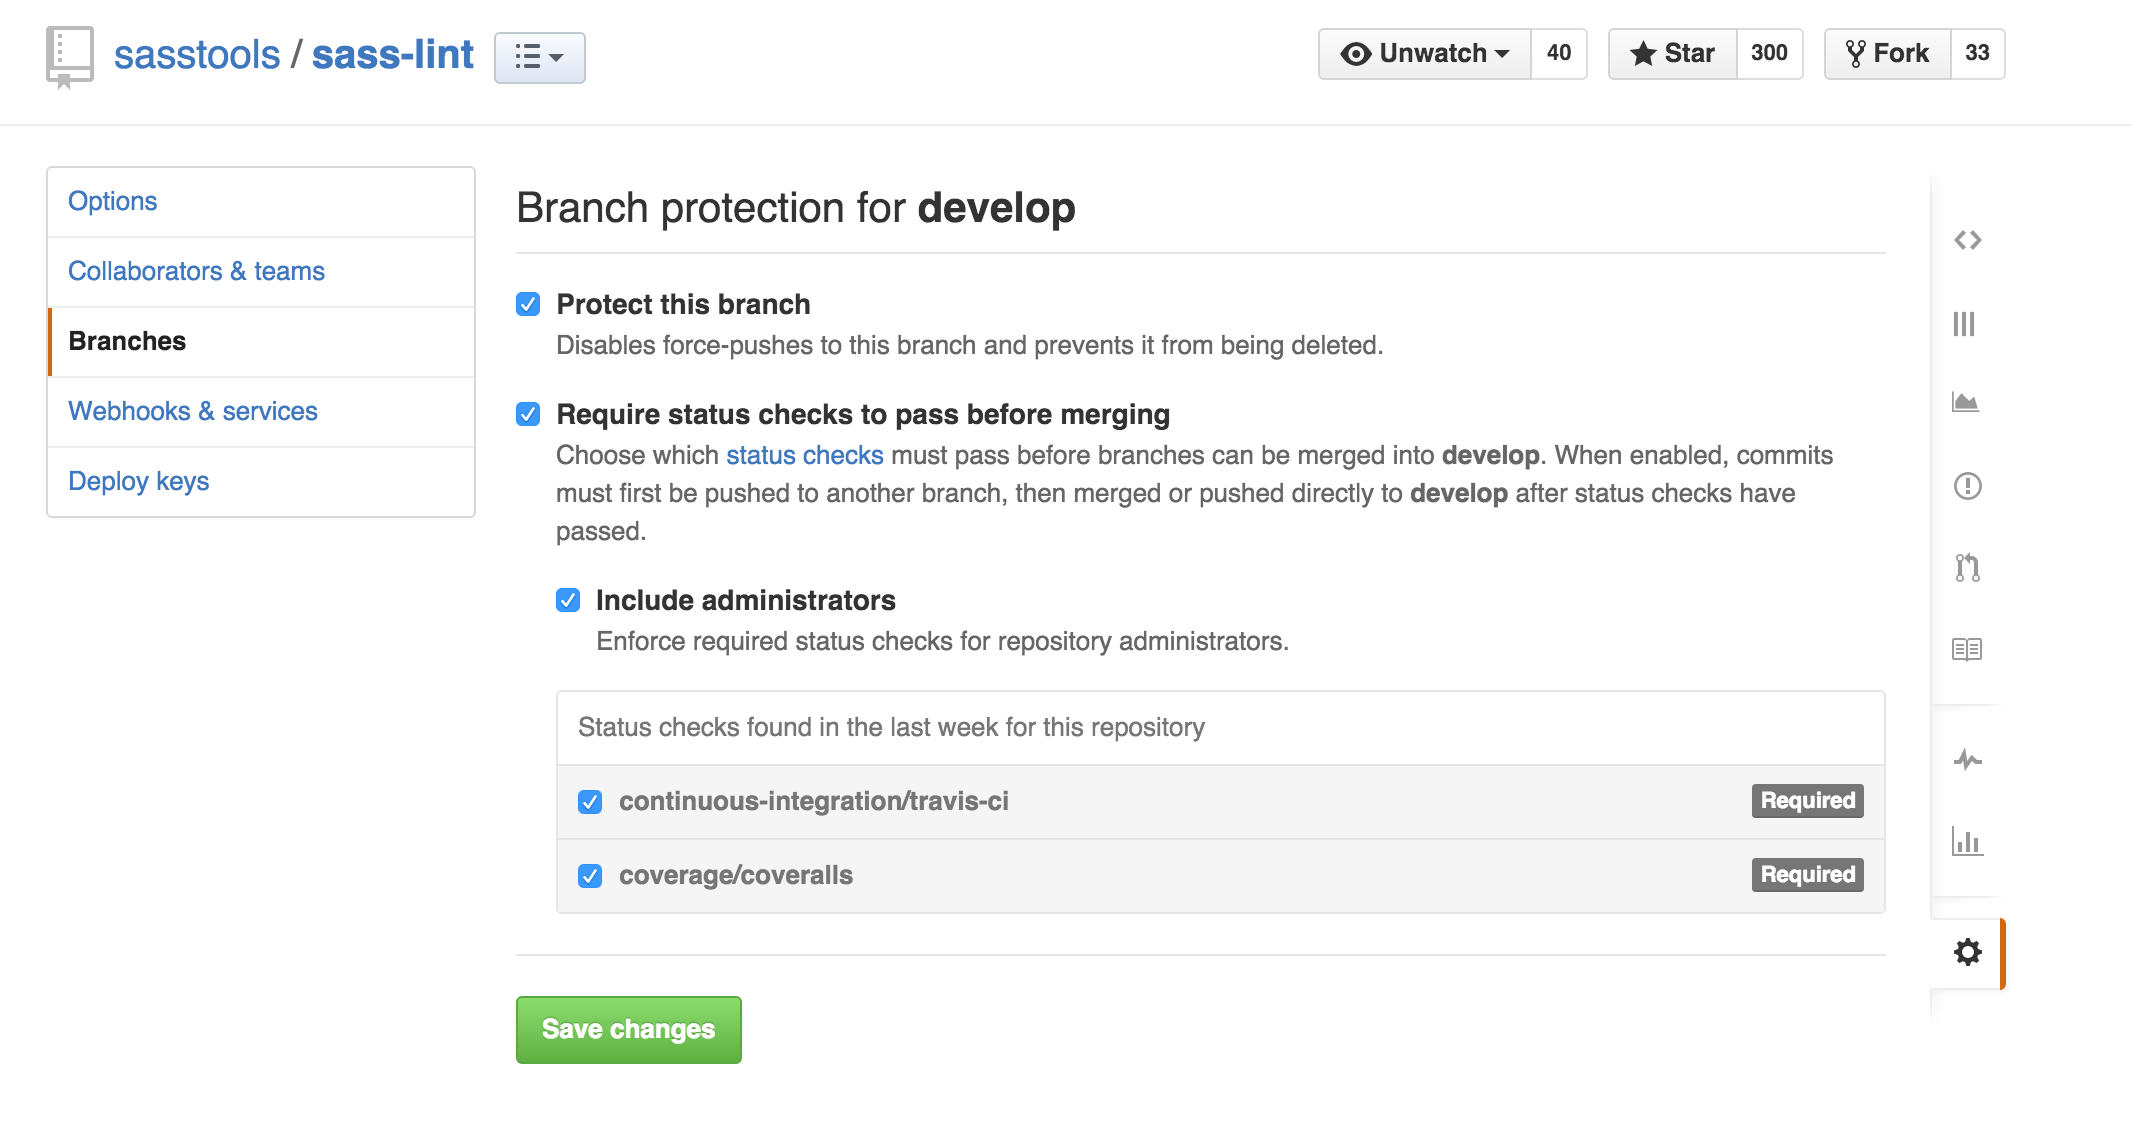 sasstools / sass-lint
Unwatch 40 Star 300 Fork 33
Options
Collaborators & teams
Branches
Webhooks & services
Deploy keys
Branch protection for develop
Protect this branch
Disables force-pushes to this branch and prevents it from being deleted.
Require status checks to pass before merging
Choose which status checks must pass before branches can be merged into develop. When enabled, commits
must first be pushed to another branch, then merged or pushed directly to develop after status checks have
passed.
Include administrators
Enforce required status checks for repository administrators.
Status checks found in the last week for this repository
continuous-integration/travis-ci Required
coverage/coveralls Required
Save changes